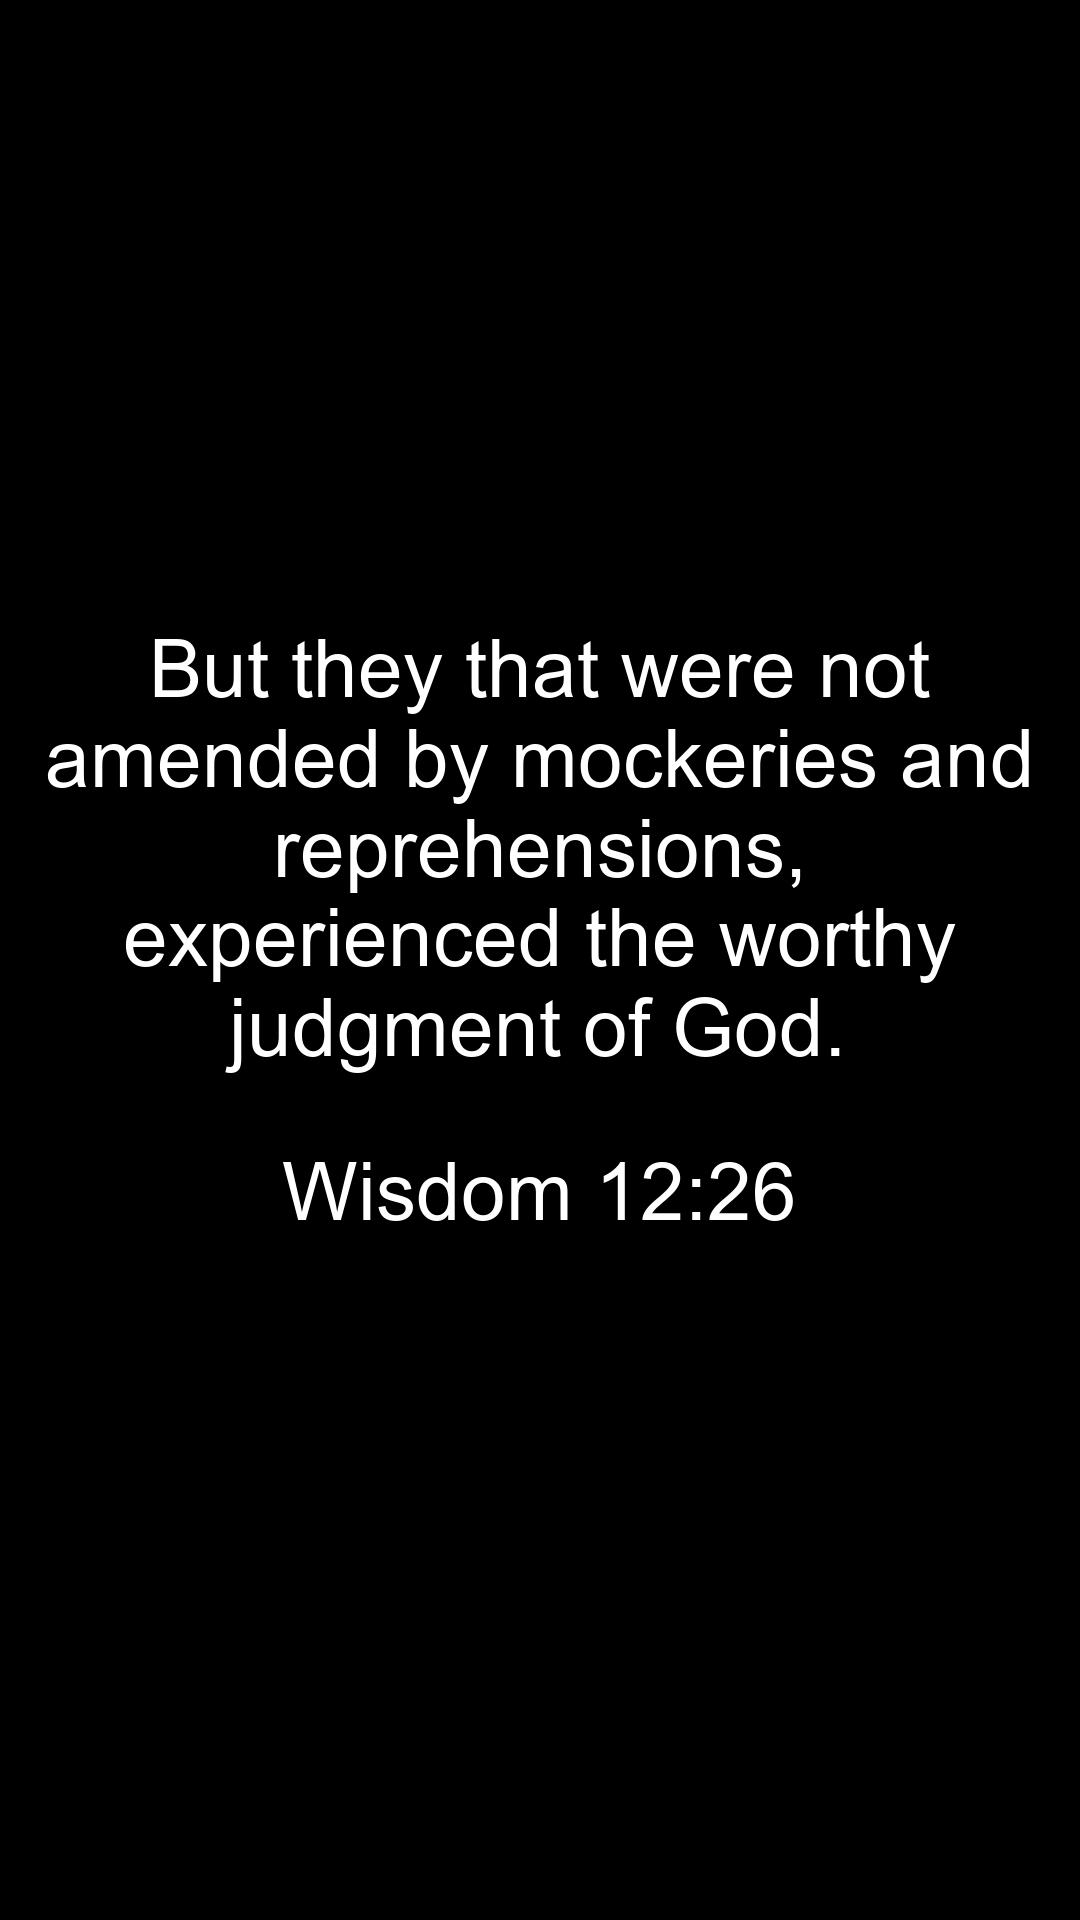 But they that were not
amended by mockeries and
reprehensions,
experienced the worthy
judgment of God.
Wisdom 12:26